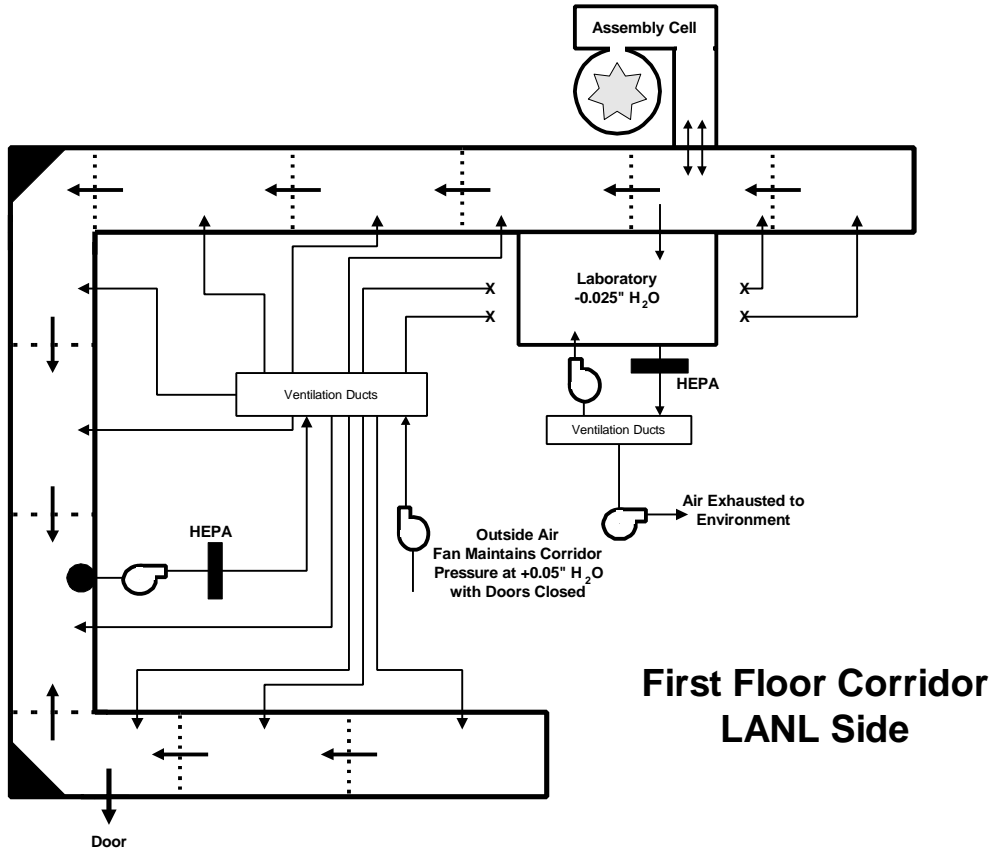 Assembly Cell
Laboratory
-0.025" H2O
X
X
X
X
HEPA
Ventilation Ducts
Ventilation Ducts
Air Exhausted to
Environment
HEPA
Outside Air
Fan Maintains Corridor
Pressure at +0.05" H2O
with Doors Closed
First Floor Corridor
LANL Side
Door